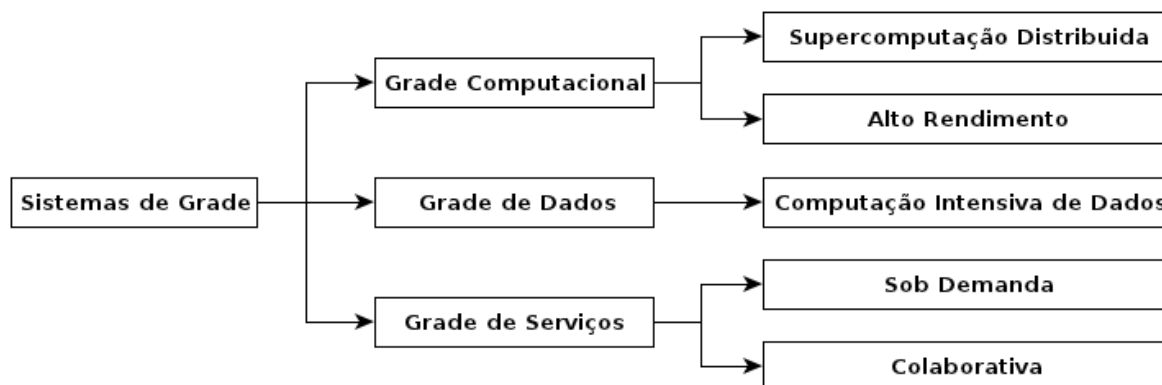 Supercomputação Distribuida
Grade Computacional
Alto Rendimento
Sistemas de Grade
Grade de Dados
Computação Intensiva de Dados
Sob Demanda
Grade de Serviços
Colaborativa